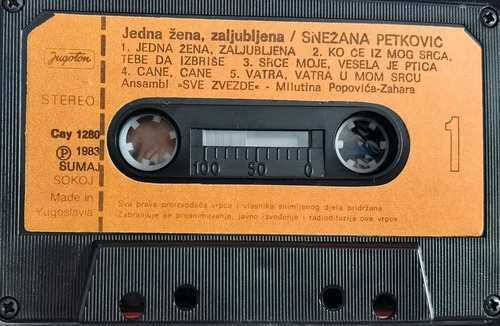 Jedna žena, zaljubljena / SNEŽANA PETKOVIĆ
1. JEDNA ŽENA, ZALJUBLJENA 2. KO ĆE IZ MOG SRCA,
TEBE DA IZBRIŠE 3. SRCE MOJE, VESELA JE PTICA
4. CANE, CANE 5. VATRA, VATRA U MOM SRCU
Ansambl »SVE ZVEZDE« - Milutina Popovića-Zahara
Jugoton
STEREO
Cay 1280
Ⓟ 1983
SUMAJ
SOKOJ
Made in
Yugoslavia
100 50 0
1
Sva prava proizvođača vrpce i vlasnika snimljenog djela pridržana.
Zabranjuje se presnimavanje, javno izvođenje i radiodifuzija ove vrpce